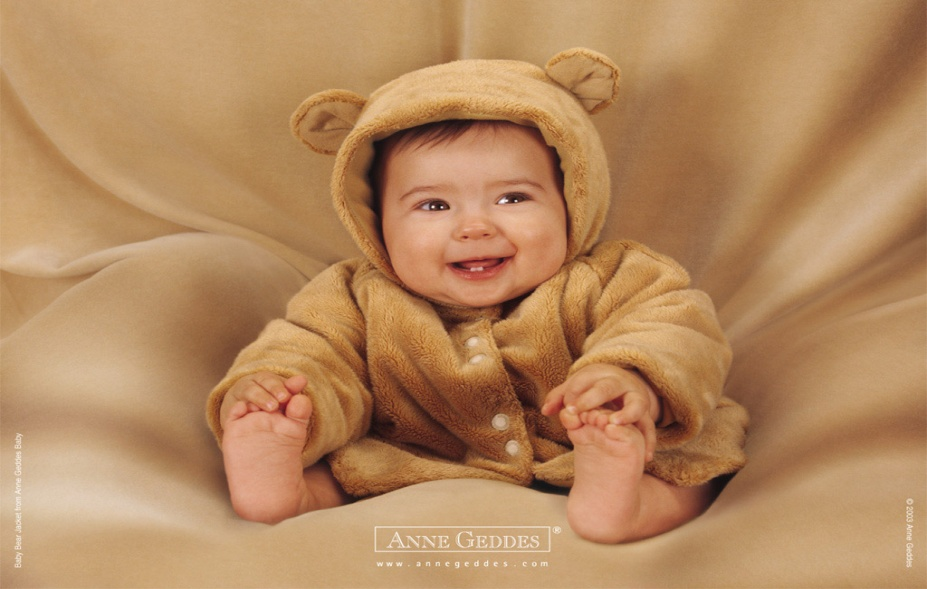 Baby Bear Jacket from Anne Geddes Baby
ANNE GEDDES®
www.annegeddes.com
© 2003 Anne Geddes